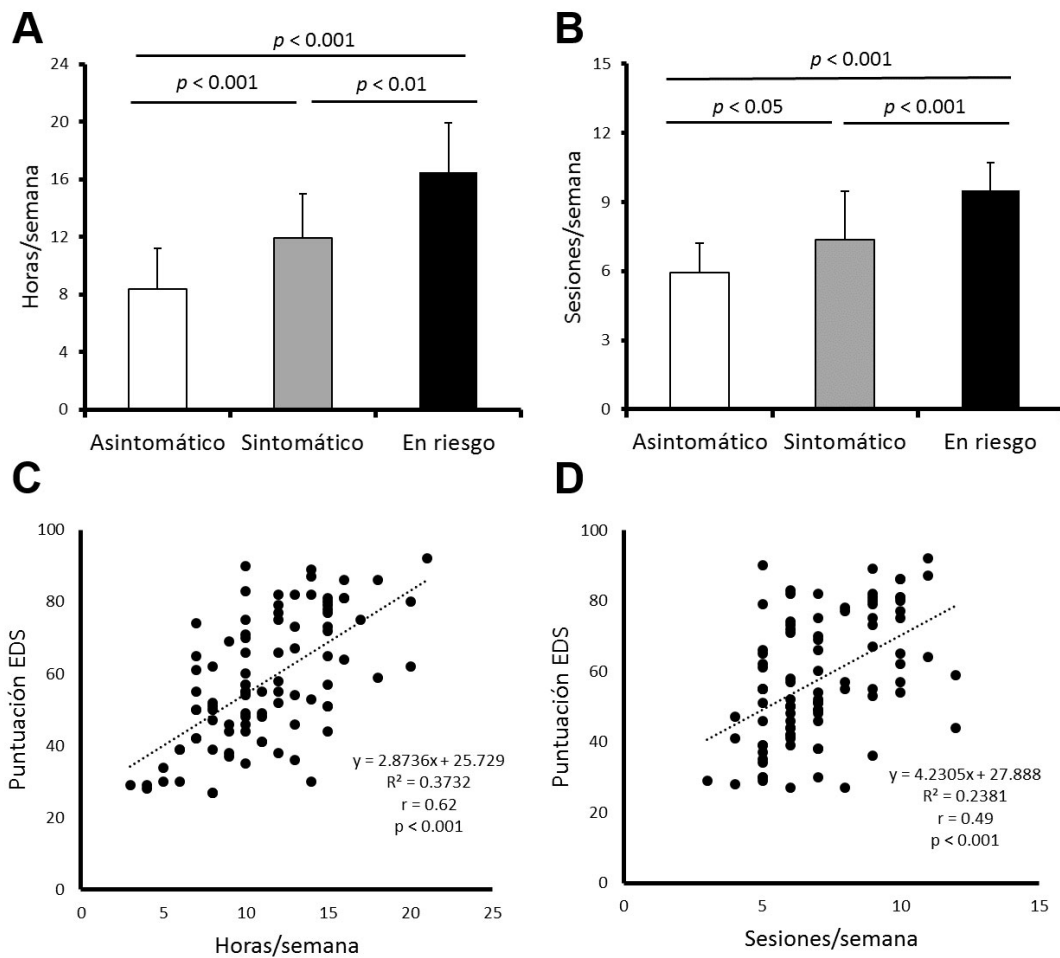 A
p < 0.001
p < 0.001
p < 0.01
24
20
16
12
8
4
0
Horas/semana
Asintomático
Sintomático
En riesgo
B
p < 0.001
p < 0.05
p < 0.001
15
12
9
6
3
0
Sesiones/semana
Asintomático
Sintomático
En riesgo
C
100
80
60
40
20
0
Puntuación EDS
y = 2.8736x + 25.729
R² = 0.3732
r = 0.62
p < 0.001
0
5
10
15
20
25
Horas/semana
D
100
80
60
40
20
0
Puntuación EDS
y = 4.2305x + 27.888
R² = 0.2381
r = 0.49
p < 0.001
0
5
10
15
Sesiones/semana